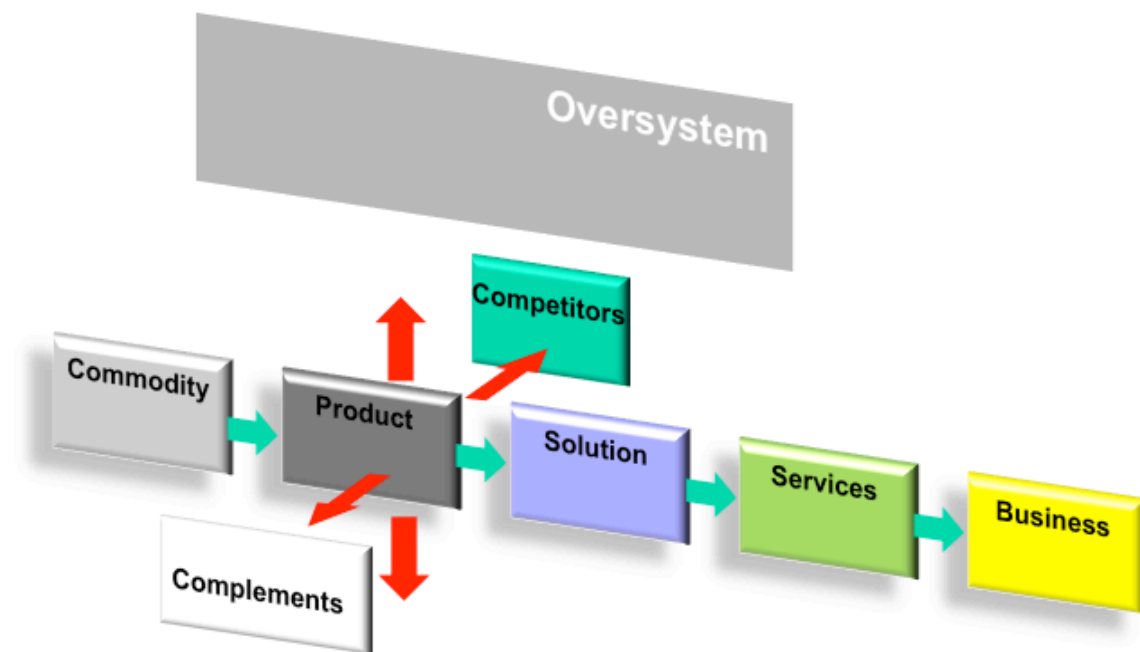 Oversystem
Competitors
Commodity
Product
Solution
Services
Business
Complements